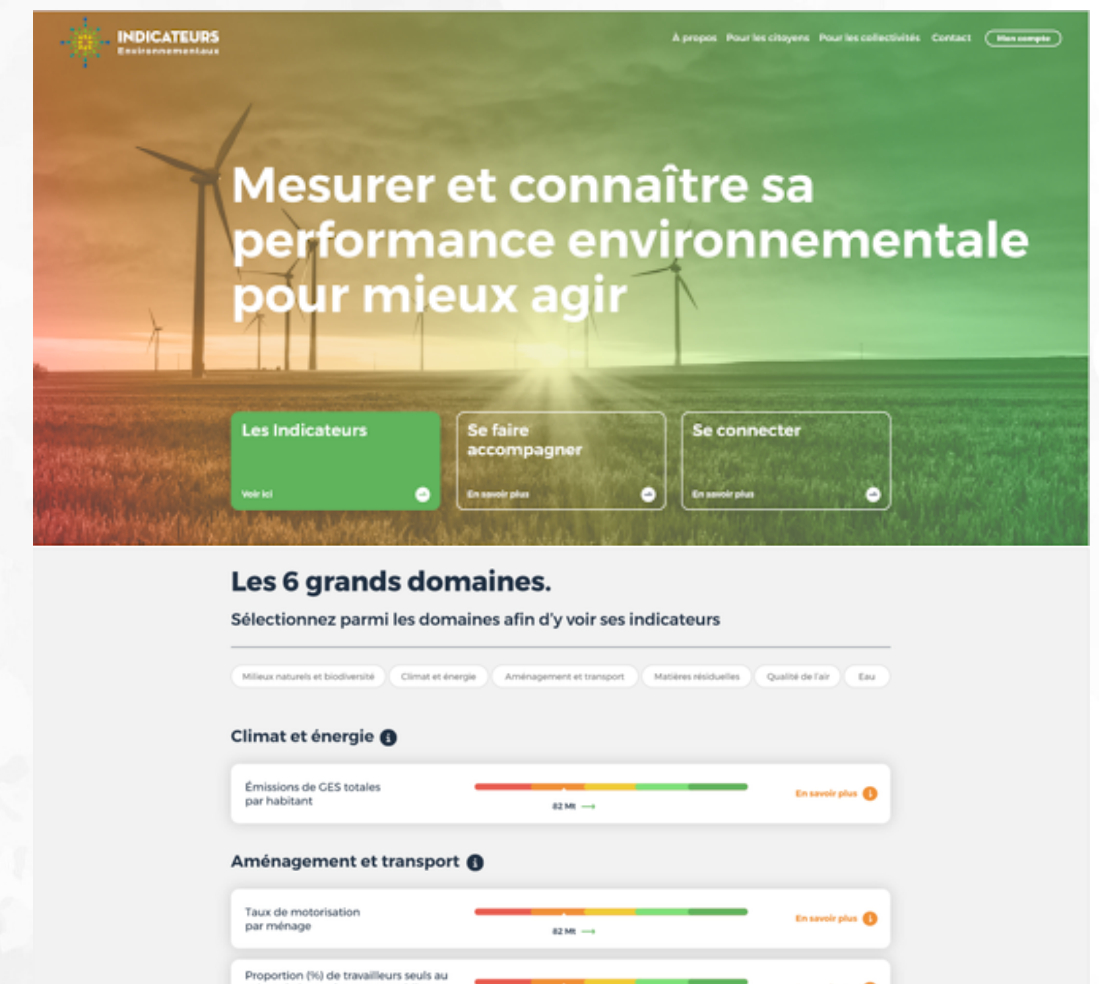 INDICATEURS
Environnementaux
À propos Pour les citoyens Pour les collectivités Contact Mon compte
Mesurer et connaître sa
performance environnementale
pour mieux agir
Les Indicateurs
Voir ici
Se faire
accompagner
En savoir plus
Se connecter
En savoir plus
Les 6 grands domaines.
Sélectionnez parmi les domaines afin d'y voir ses indicateurs
Milieux naturels et biodiversité Climat et énergie Aménagement et transport Matières résiduelles Qualité de l'air Eau
Climat et énergie
Émissions de GES totales
par habitant
82 Mt
En savoir plus
Aménagement et transport
Taux de motorisation
par ménage
82 Mt
En savoir plus
Proportion (%) de travailleurs seuls au